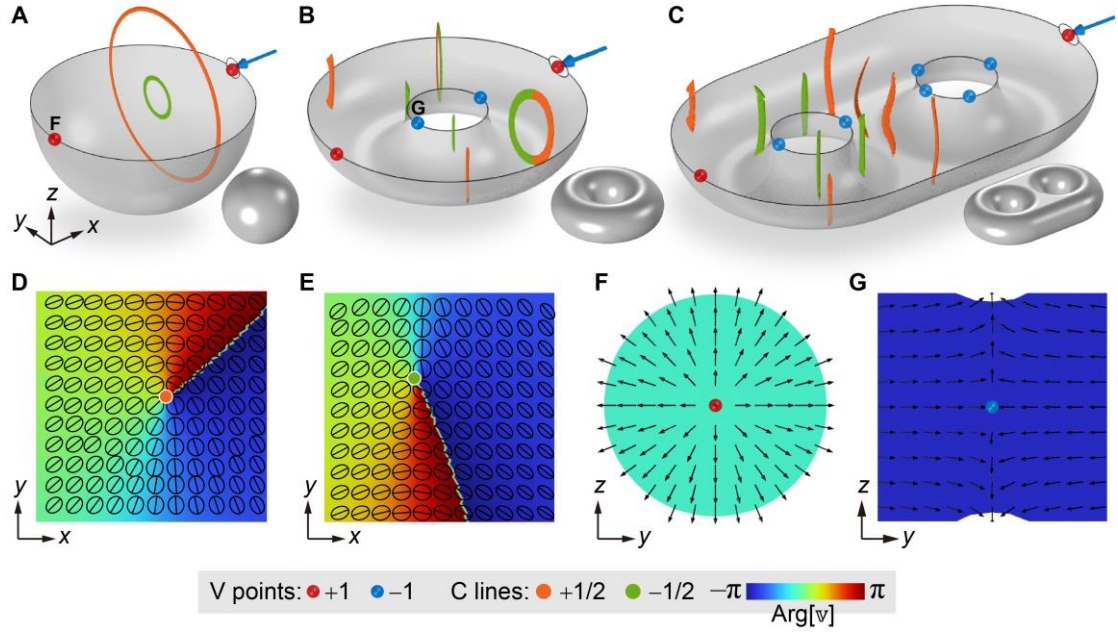 A B C
F G
z y x
D E F G
y x y x z y z y
V points: +1 −1 C lines: +1/2 −1/2 −π π
Arg[𝕧]